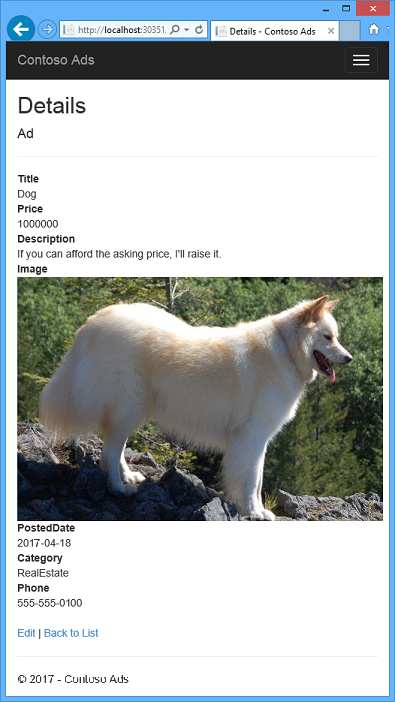 http://localhost:30351,
Details - Contoso Ads
Contoso Ads
Details
Ad
Title
Dog
Price
1000000
Description
If you can afford the asking price, I'll raise it.
Image
PostedDate
2017-04-18
Category
RealEstate
Phone
555-555-0100
Edit | Back to List
© 2017 - Contoso Ads